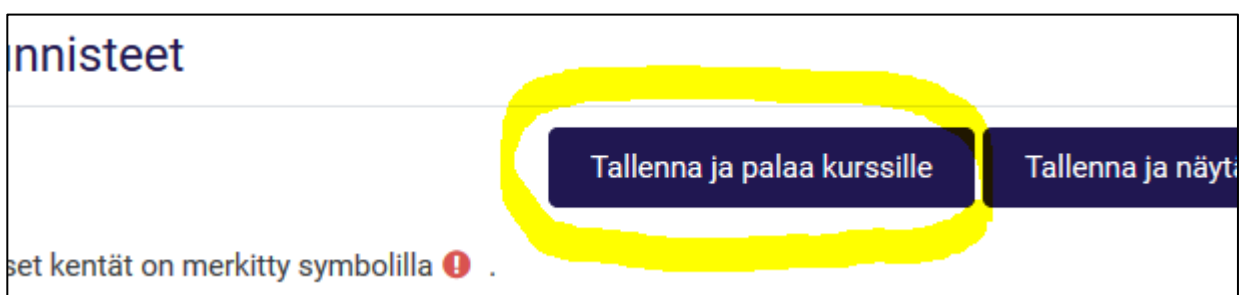 nnisteet
Tallenna ja palaa kurssille
Tallenna ja näytä
set kentät on merkitty symbolilla ! .